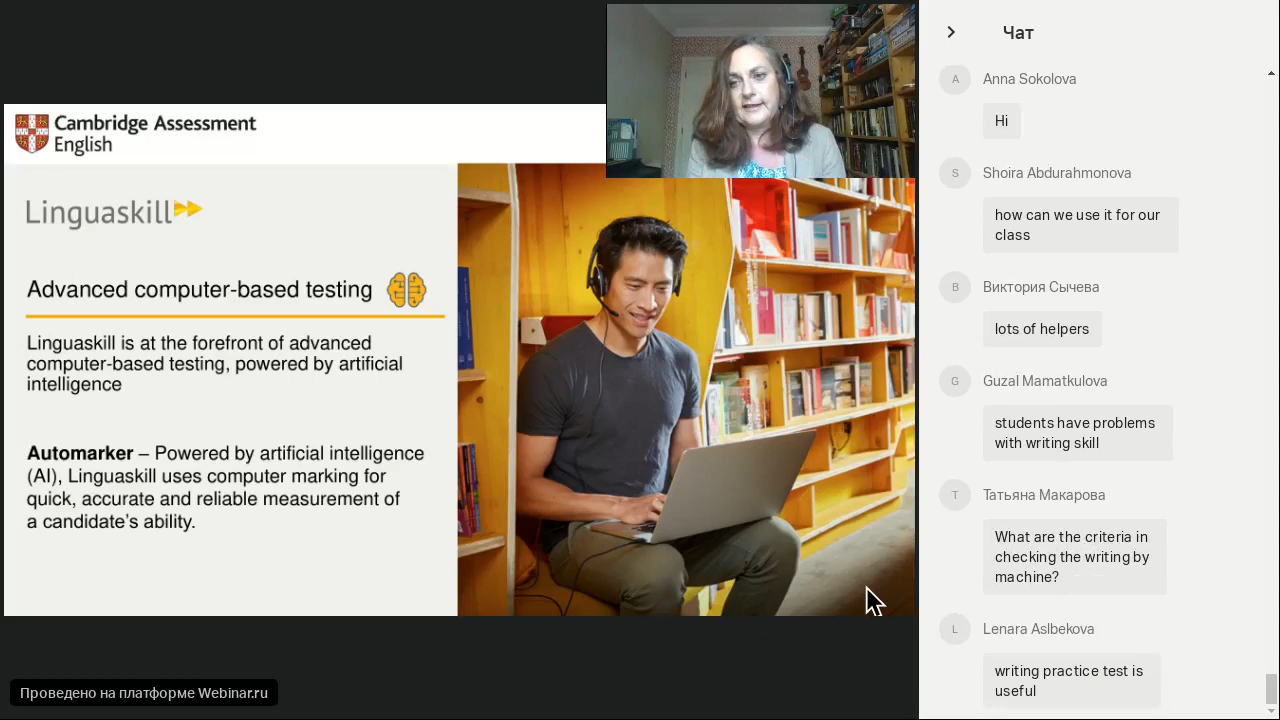 Cambridge Assessment
English
Linguaskill
Advanced computer-based testing
Linguaskill is at the forefront of advanced
computer-based testing, powered by artificial
intelligence
Automarker – Powered by artificial intelligence
(AI), Linguaskill uses computer marking for
quick, accurate and reliable measurement of
a candidate's ability.
Проведено на платформе Webinar.ru
Чат
A
Anna Sokolova
Hi
S
Shoira Abdurahmonova
how can we use it for our
class
В
Виктория Сычева
lots of helpers
G
Guzal Mamatkulova
students have problems
with writing skill
Т
Татьяна Макарова
What are the criteria in
checking the writing by
machine?
L
Lenara Aslbekova
writing practice test is
useful